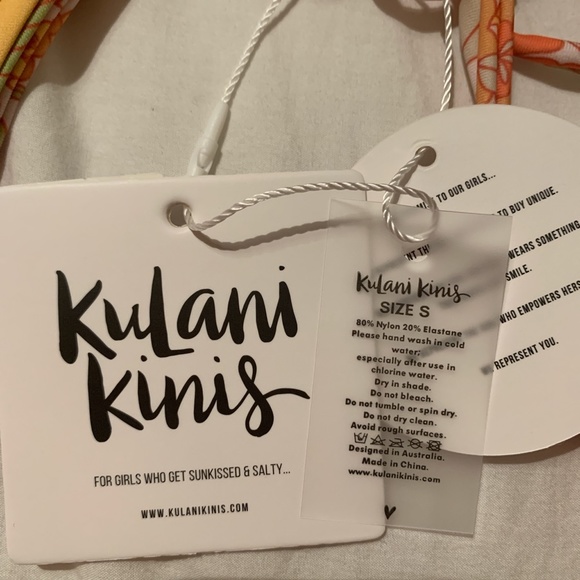 KuLani
Kinis
FOR GIRLS WHO GET SUNKISSED & SALTY...
WWW.KULANIKINIS.COM
KuLani Kinis
SIZE S
80% Nylon 20% Elastane
Please hand wash in cold
water;
especially after use in
chlorine water.
Dry in shade.
Do not bleach.
Do not tumble or spin dry.
Do not dry clean.
Avoid rough surfaces.
Designed in Australia.
Made in China.
www.kulanikinis.com
TO OUR GIRLS...
TO BUY UNIQUE.
WEARS SOMETHING
SMILE.
WHO EMPOWERS HERS
REPRESENT YOU.